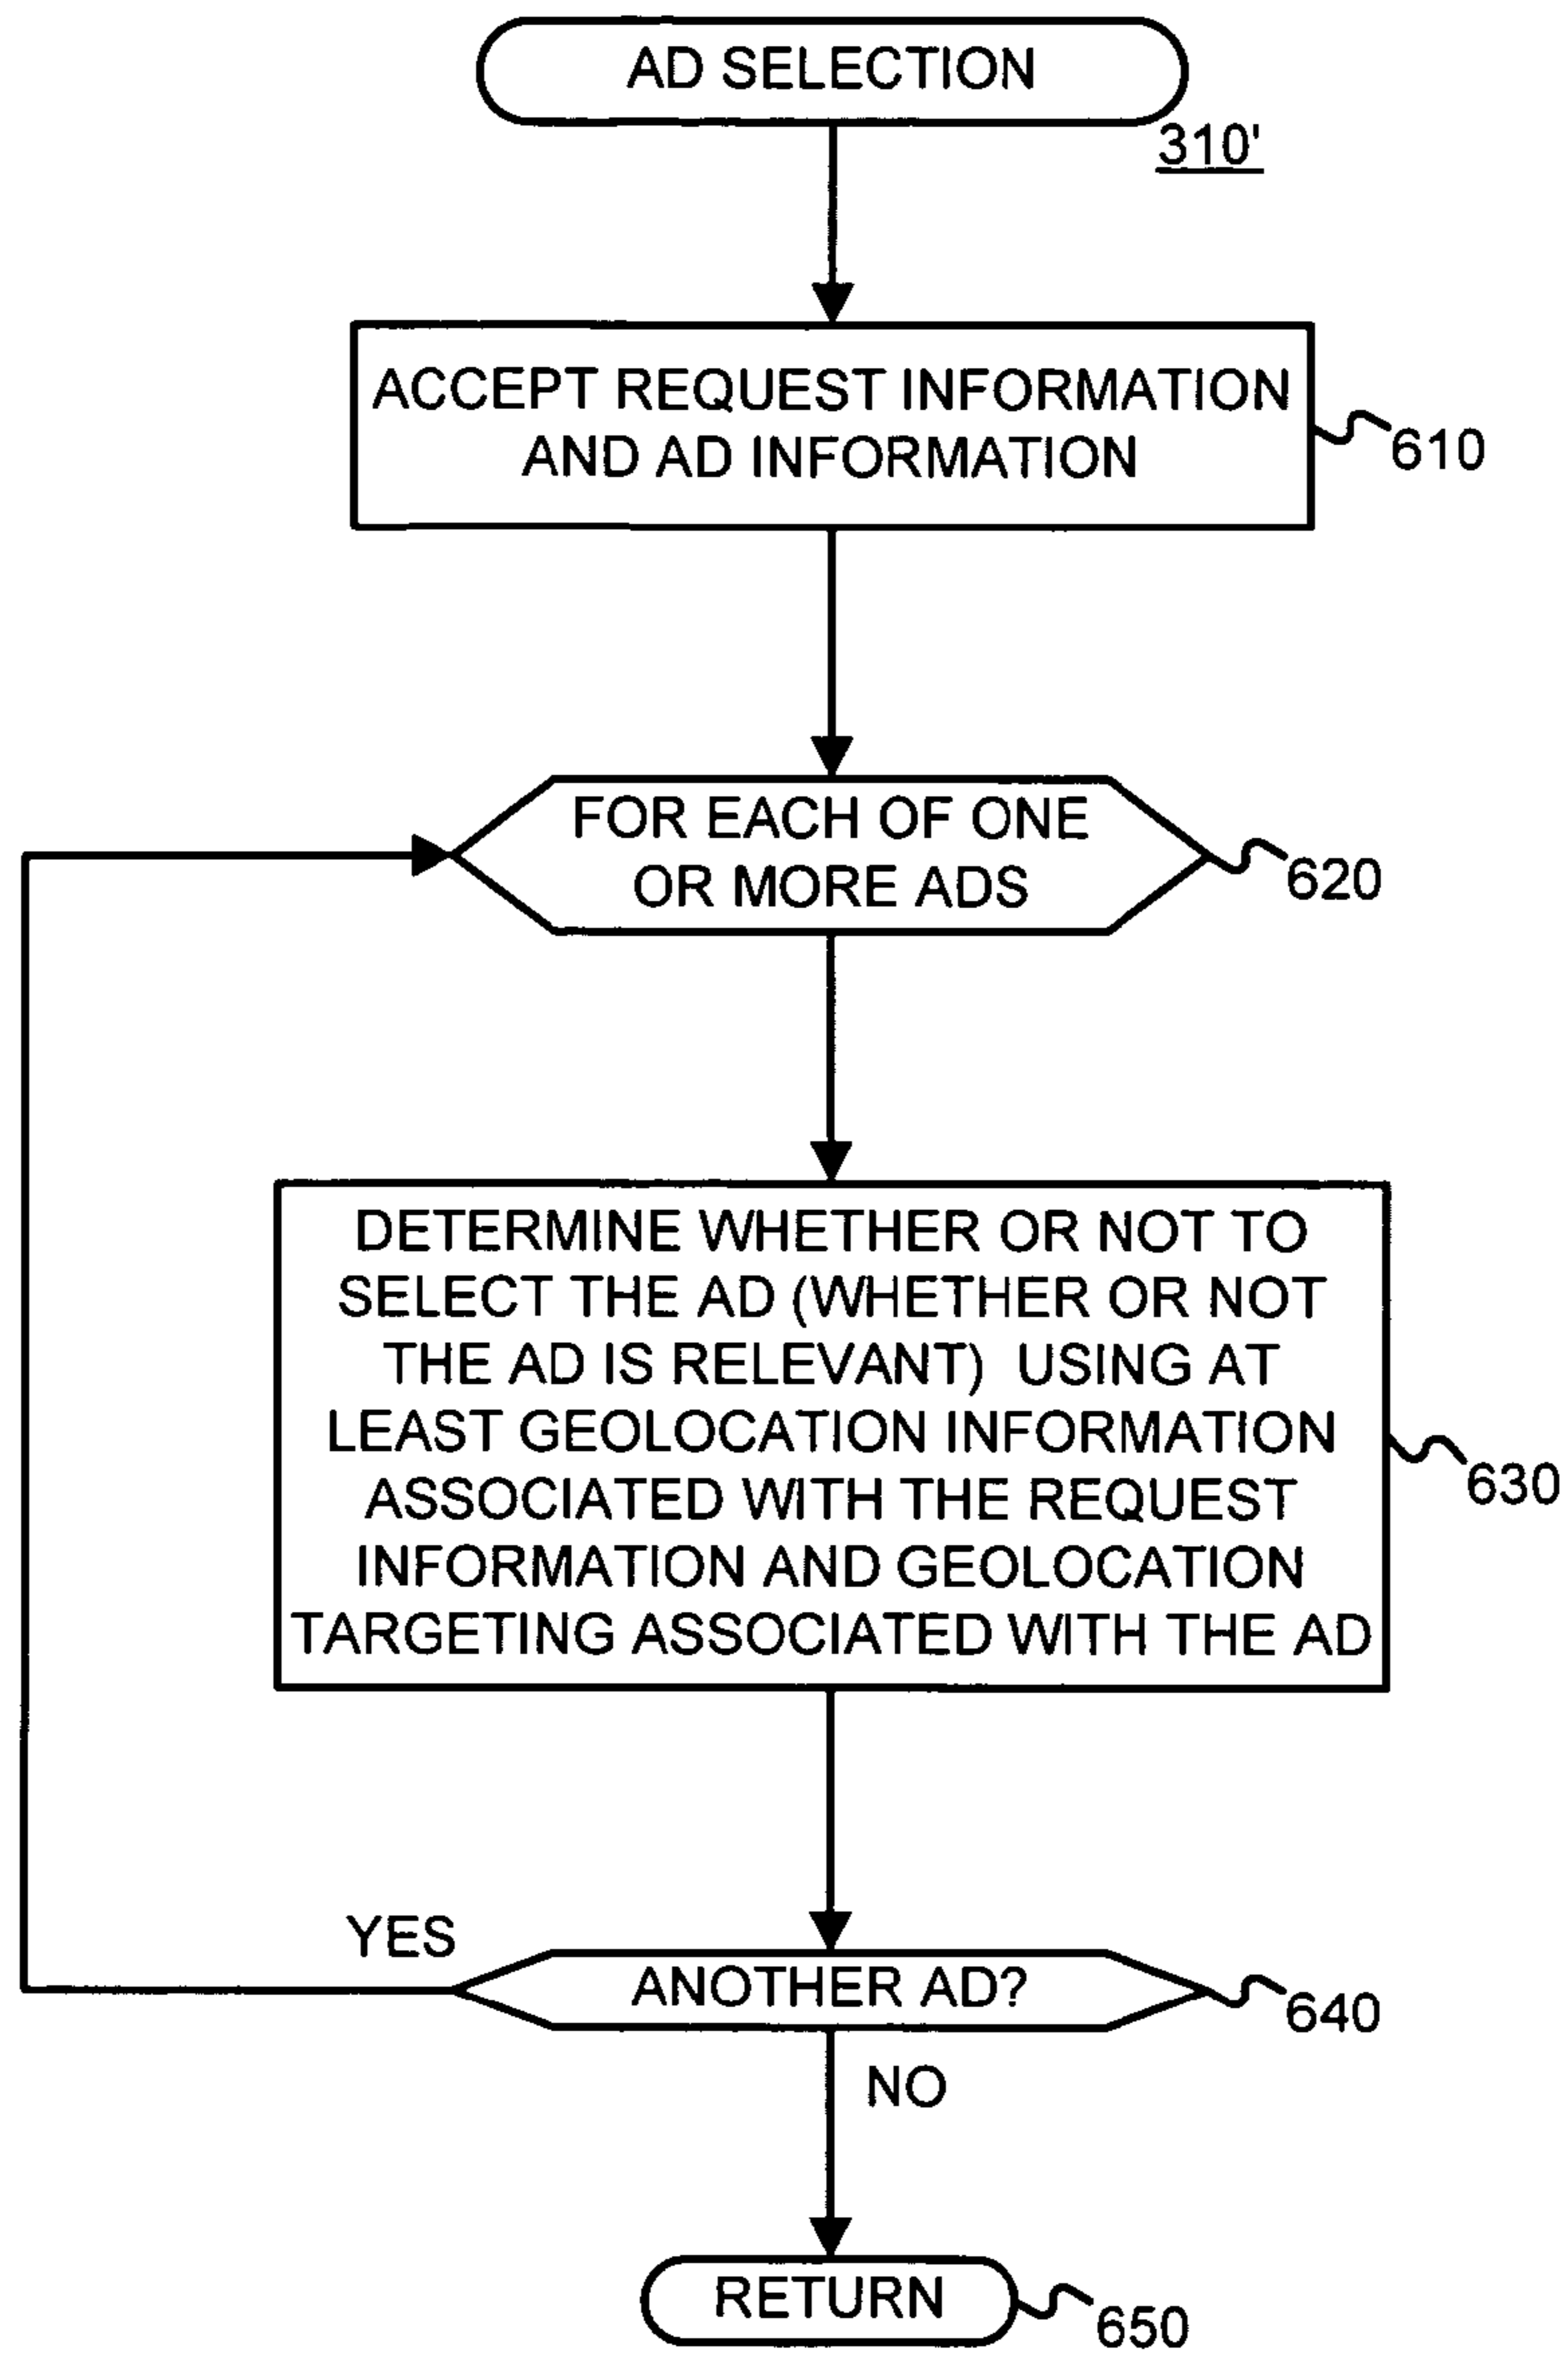 AD SELECTION
310'
ACCEPT REQUEST INFORMATION
AND AD INFORMATION
610
FOR EACH OF ONE
OR MORE ADS
620
DETERMINE WHETHER OR NOT TO
SELECT THE AD (WHETHER OR NOT
THE AD IS RELEVANT) USING AT
LEAST GEOLOCATION INFORMATION
ASSOCIATED WITH THE REQUEST
INFORMATION AND GEOLOCATION
TARGETING ASSOCIATED WITH THE AD
630
YES
ANOTHER AD?
640
NO
RETURN
650